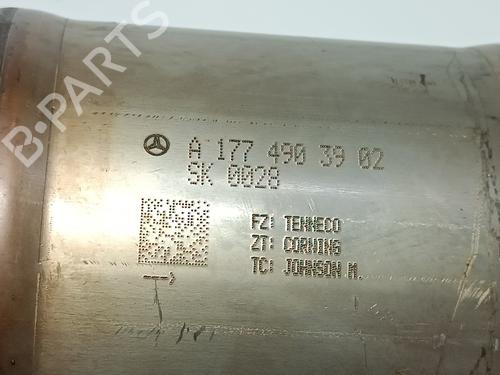 B-PARTS
A 177 490 39 02
SK 0028
FZ: TENNECO
ZT: CORNING
TC: JOHNSON M.